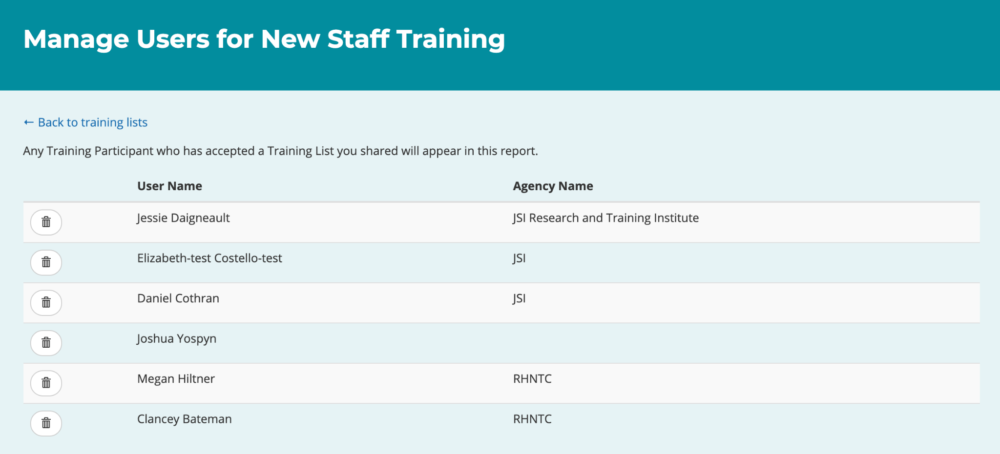 Manage Users for New Staff Training
← Back to training lists
Any Training Participant who has accepted a Training List you shared will appear in this report.
User Name Agency Name
Jessie Daigneault JSI Research and Training Institute
Elizabeth-test Costello-test JSI
Daniel Cothran JSI
Joshua Yospyn
Megan Hiltner RHNTC
Clancey Bateman RHNTC